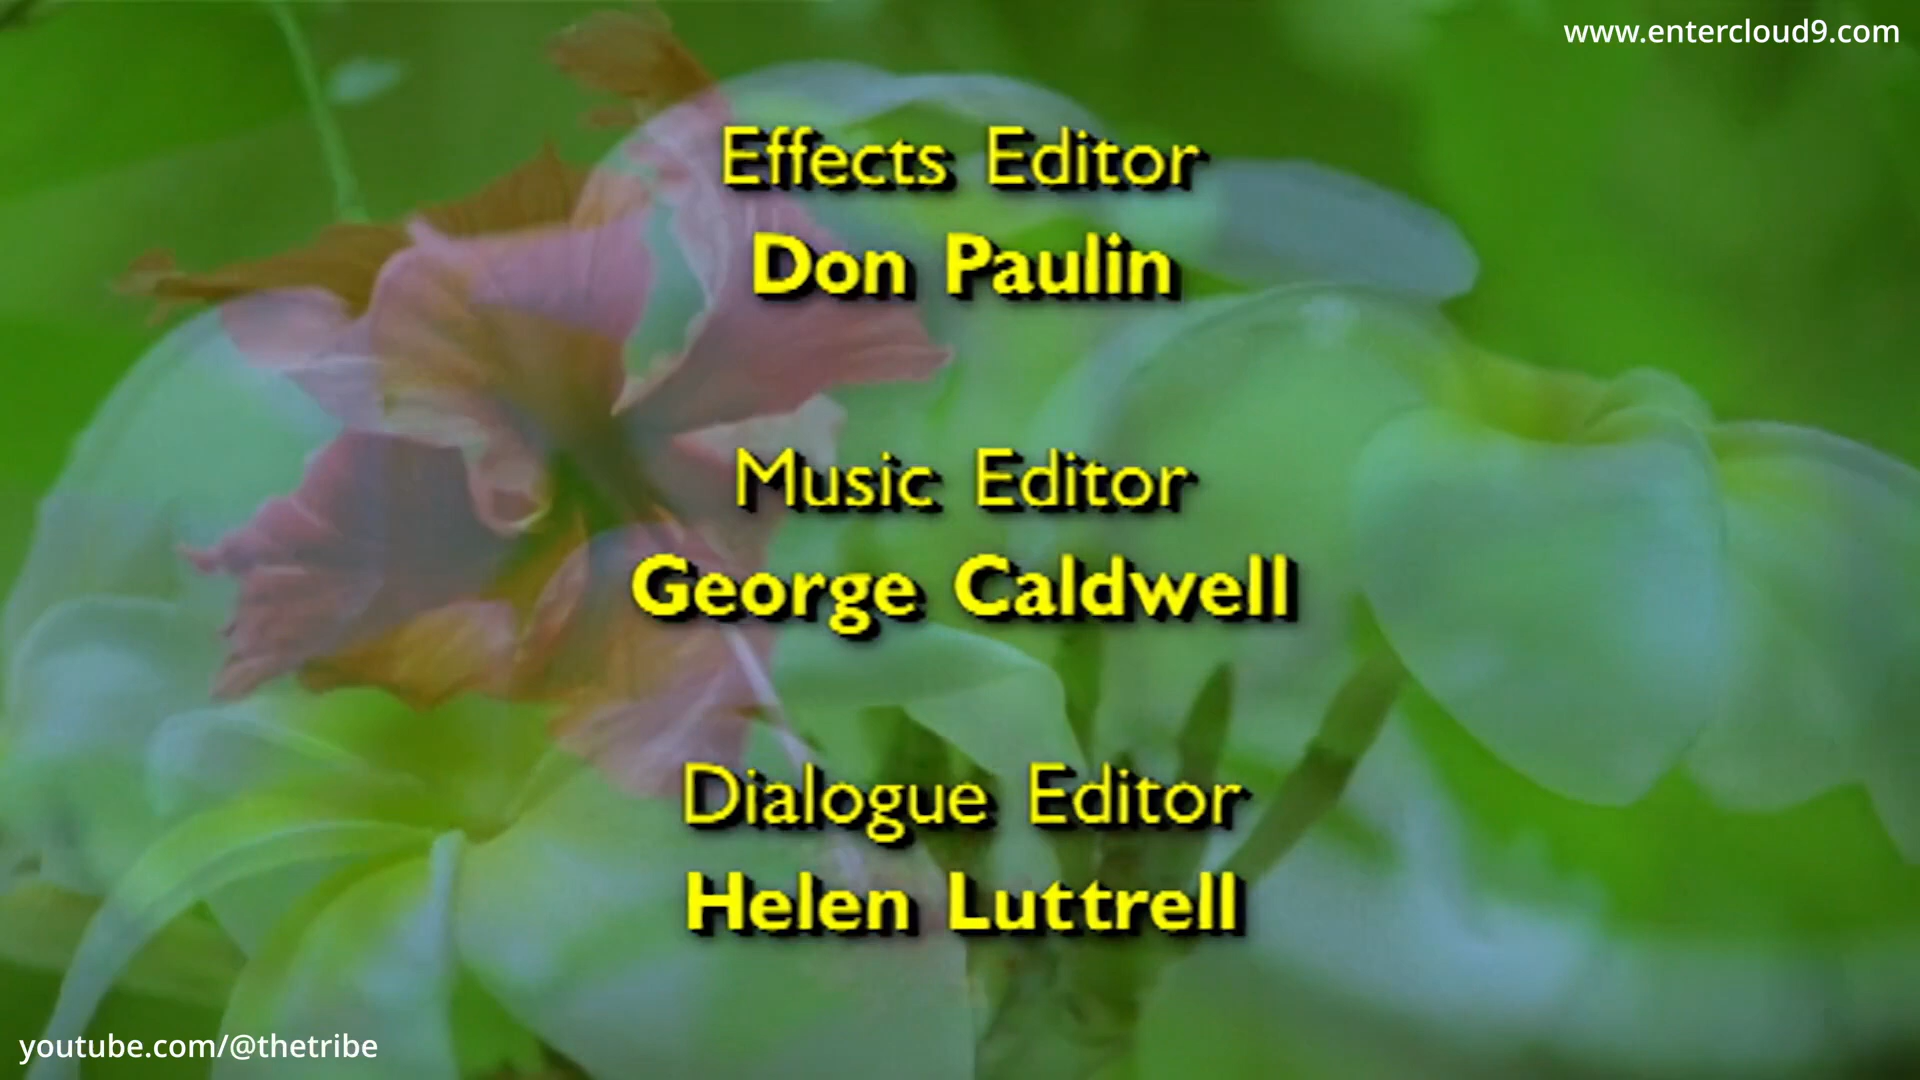 www.entercloud9.com
Effects Editor
Don Paulin
Music Editor
George Caldwell
Dialogue Editor
Helen Luttrell
youtube.com/@thetribe